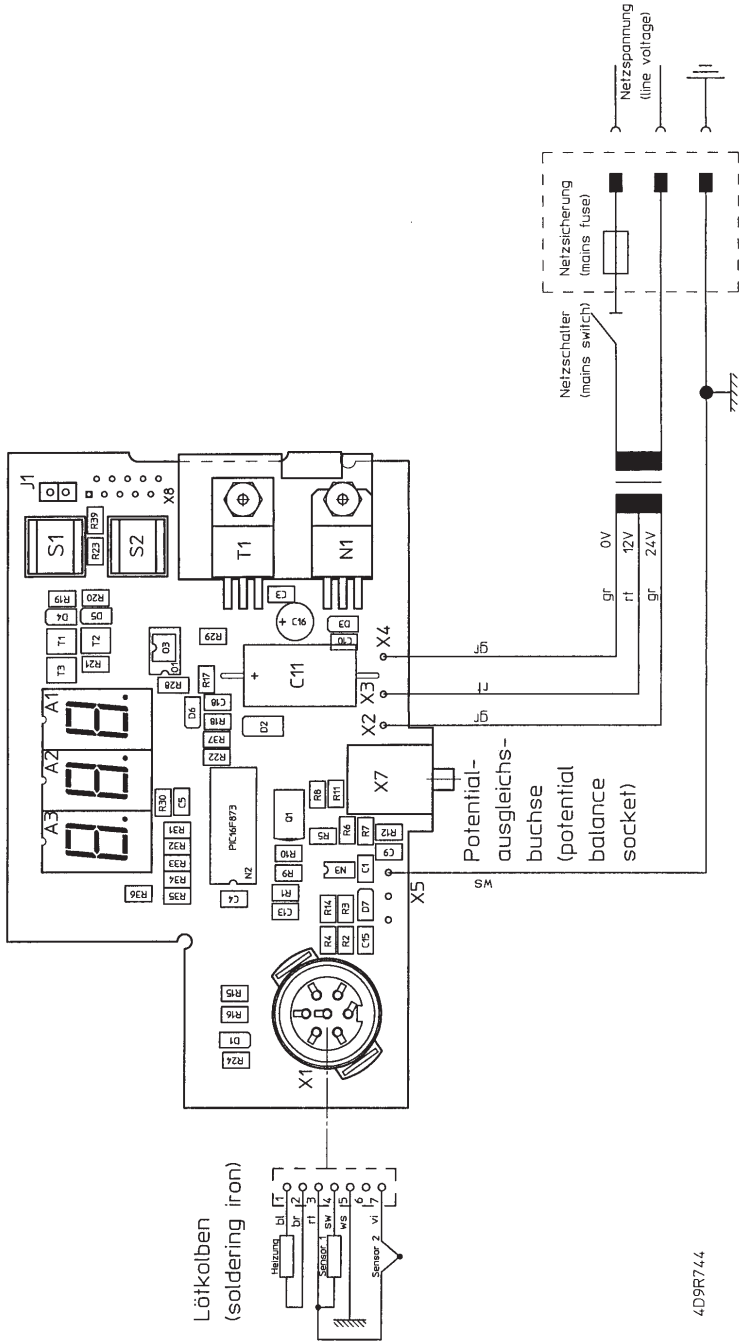 Lötkolben
(soldering iron)
Heizung
Sensor 1
Sensor 2
bl 1
br 2
rt 3
sw 4
ws 5
6
vi 7
X1
R24
D1
R16
R15
R36
R35
R34
R33
R32
R31
R30
C5
A3
A2
A1
T3
T1
T2
R21
D4
D5
R19
R20
S1
S2
R23
R39
J1
X8
C4
N2
PIC16F873
R22
R37
R18
C18
D6
R17
R28
O1
O3
R29
D2
C13
R1
R9
R10
Q1
R4
R14
R2
R3
C15
D7
N3
C1
R5
R6
R7
R8
R11
C9
R12
X7
C11
+
C16
+
C3
D3
C10
T1
N1
X5
X2
X3
X4
ws
gr
rt
gr
Potential-
ausgleichs-
buchse
(potential
balance
socket)
gr 0V
rt 12V
gr 24V
Netzschalter
(mains switch)
Netzsicherung
(mains fuse)
Netzspannung
(line voltage)
4D9R744